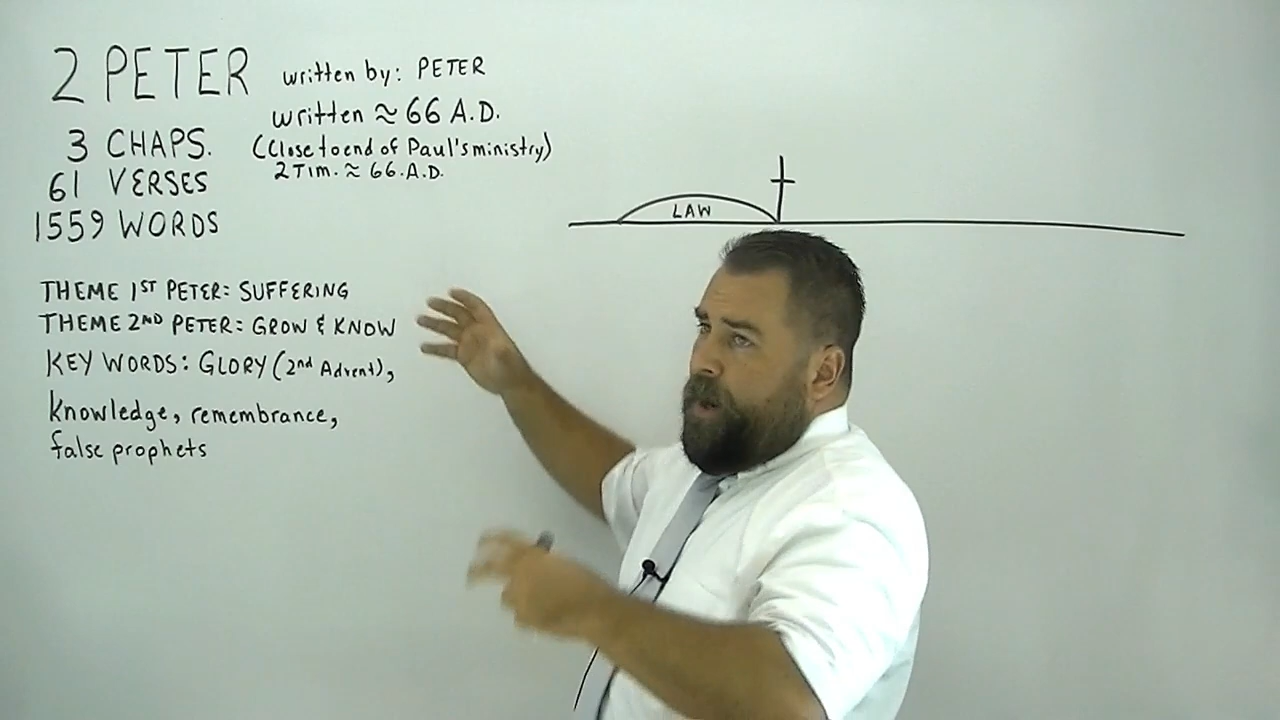 2 PETER
written by: PETER
written ≈ 66 A.D.
(Close to end of Paul's ministry)
2 Tim. ≈ 66 A.D.
3 CHAPS.
61 VERSES
1559 WORDS
THEME 1ST PETER: SUFFERING
THEME 2ND PETER: GROW & KNOW
KEY WORDS: GLORY (2nd Advent),
knowledge, remembrance,
false prophets
LAW